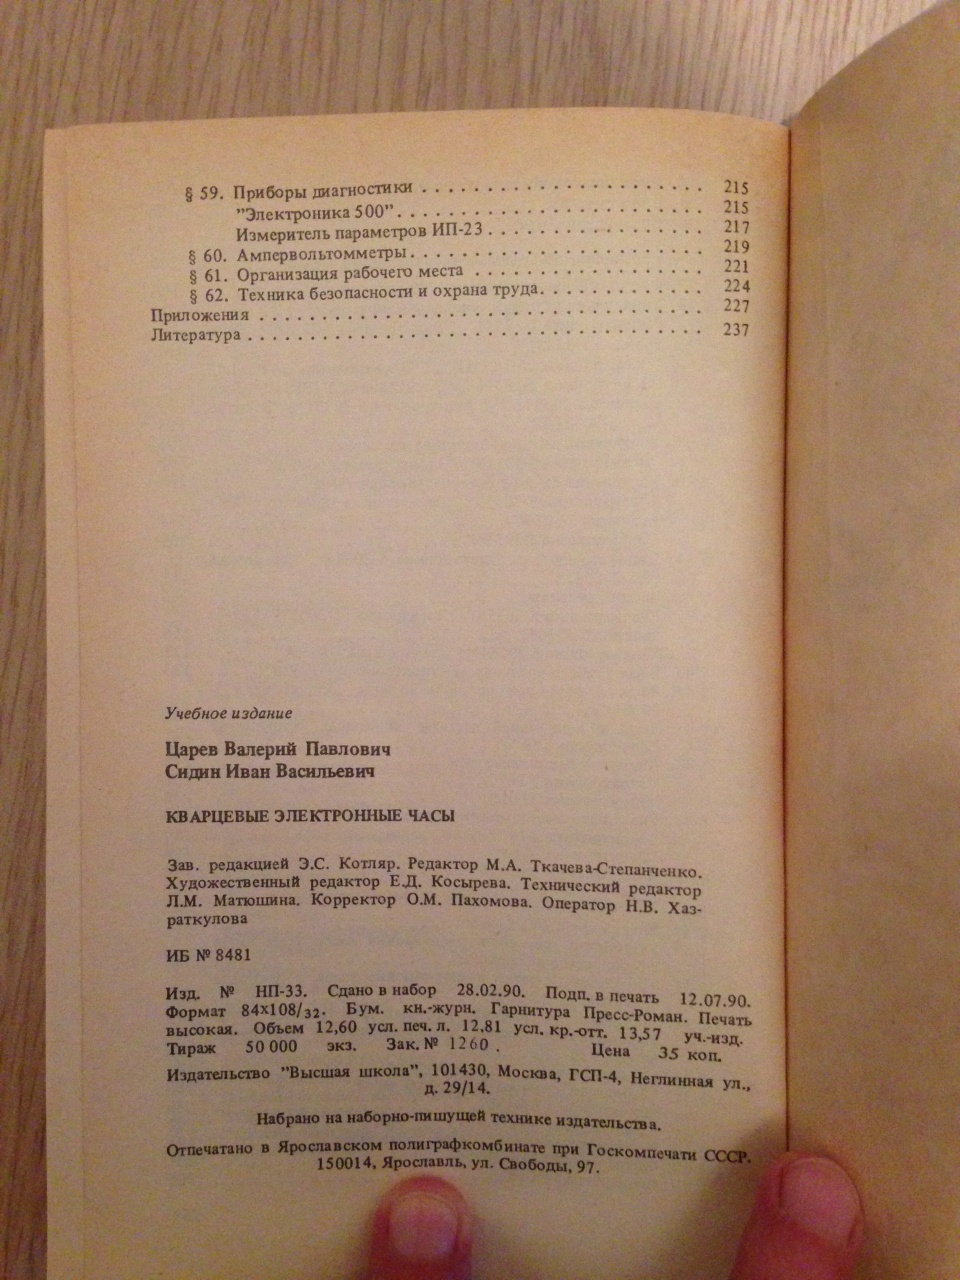 § 59. Приборы диагностики . . . . . . . . . . . . . . . . . . . . . . . 215
"Электроника 500" . . . . . . . . . . . . . . . . . . . . . . . . . 215
Измеритель параметров ИП-23 . . . . . . . . . . . . . . . . . . 217
§ 60. Ампервольтомметры . . . . . . . . . . . . . . . . . . . . . . . . 219
§ 61. Организация рабочего места . . . . . . . . . . . . . . . . . . . 221
§ 62. Техника безопасности и охрана труда . . . . . . . . . . . . . . 224
Приложения . . . . . . . . . . . . . . . . . . . . . . . . . . . . . . . . . . . . 227
Литература . . . . . . . . . . . . . . . . . . . . . . . . . . . . . . . . . . . . . 237
Учебное издание
Царев Валерий Павлович
Сидин Иван Васильевич
КВАРЦЕВЫЕ ЭЛЕКТРОННЫЕ ЧАСЫ
Зав. редакцией Э.С. Котляр. Редактор М.А. Ткачева-Степанченко.
Художественный редактор Е.Д. Косырева. Технический редактор
Л.М. Матюшина. Корректор О.М. Пахомова. Оператор Н.В. Хаз-
раткулова
ИБ № 8481
Изд. № НП-33. Сдано в набор 28.02.90. Подп. в печать 12.07.90.
Формат 84х108/32. Бум. кн.-журн. Гарнитура Пресс-Роман. Печать
высокая. Объем 12,60 усл. печ. л. 12,81 усл. кр.-отт. 13,57 уч.-изд.
Тираж 50 000 экз. Зак. № 1260 . Цена 35 коп.
Издательство "Высшая школа", 101430, Москва, ГСП-4, Неглинная ул.,
д. 29/14.
Набрано на наборно-пишущей технике издательства.
Отпечатано в Ярославском полиграфкомбинате при Госкомпечати СССР.
150014, Ярославль, ул. Свободы, 97.